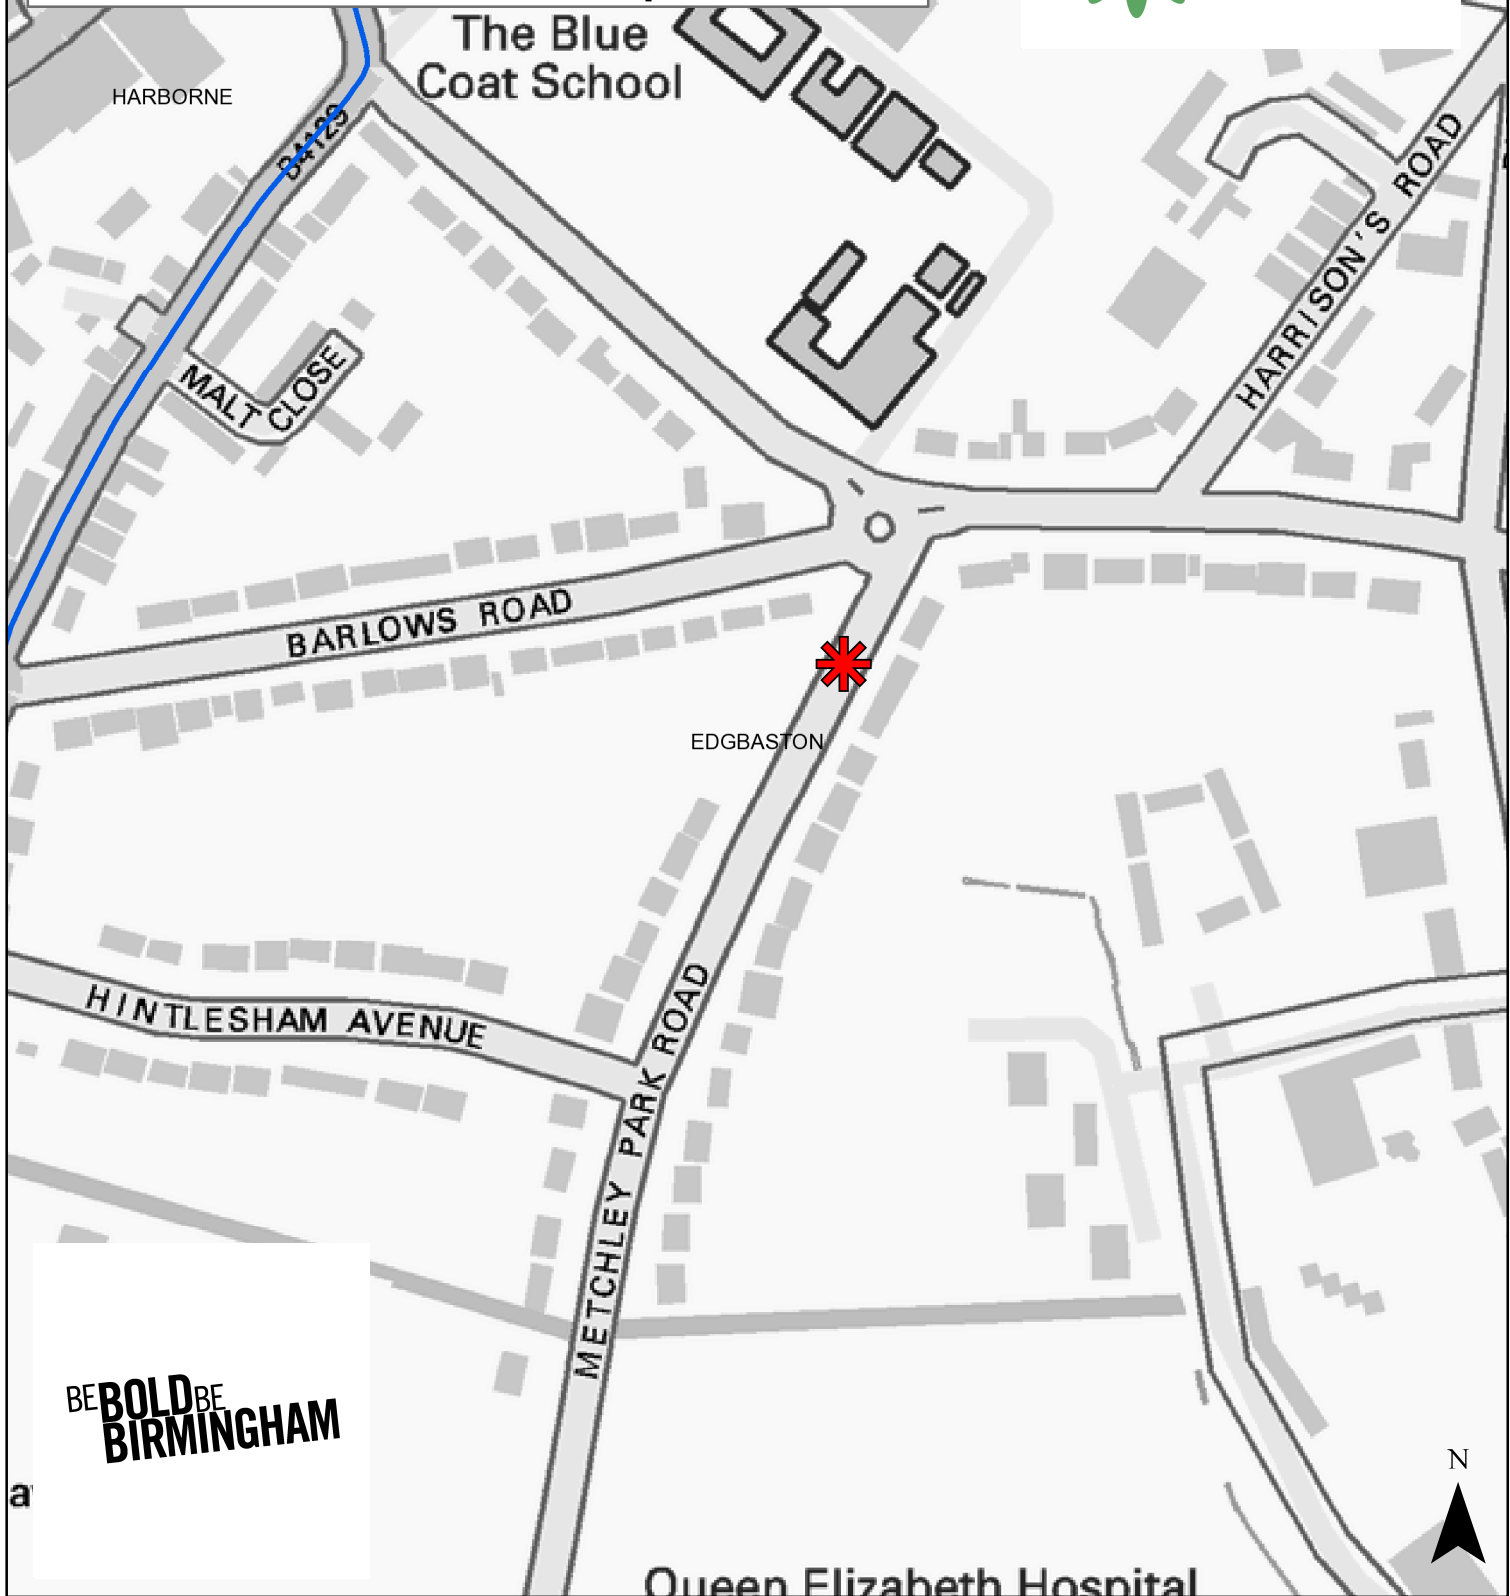 The Blue
Coat School
HARBORNE
B4129
HARRISON'S ROAD
MALT CLOSE
BARLOWS ROAD
EDGBASTON
HINTLESHAM AVENUE
METCHLEY PARK ROAD
BE BOLD BE
BIRMINGHAM
N
Queen Elizabeth Hospital